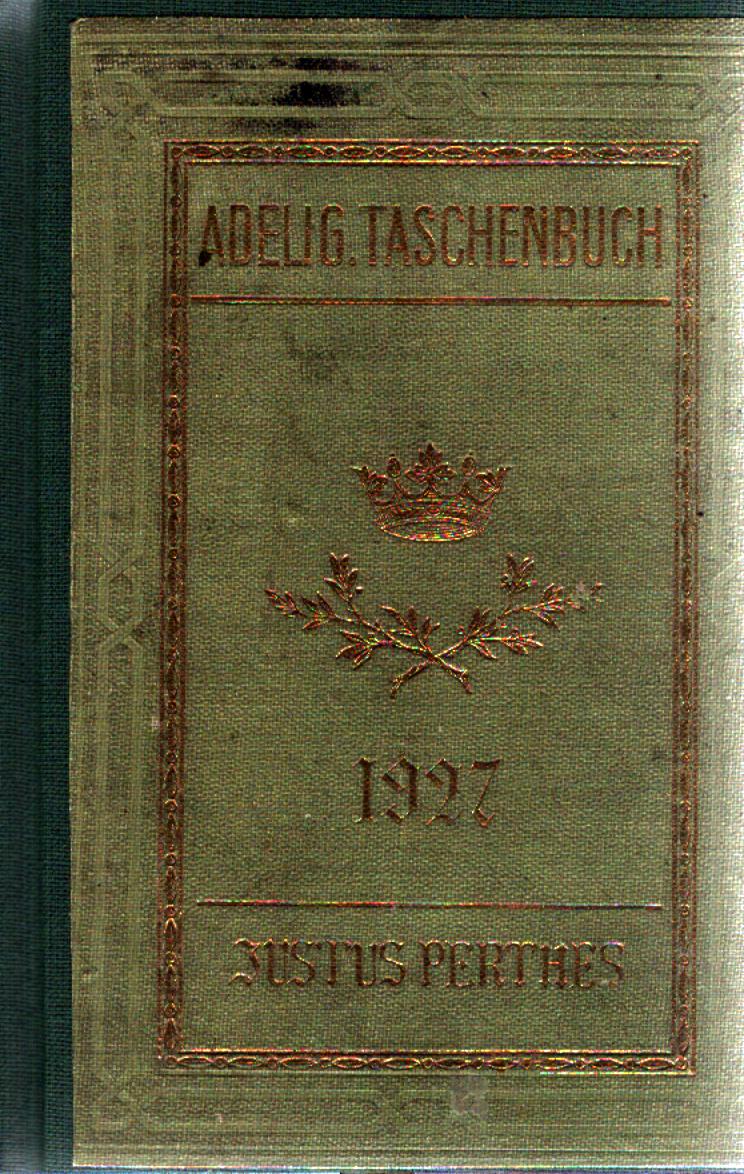 ADELIG. TASCHENBUCH
1927
JUSTUS PERTHES